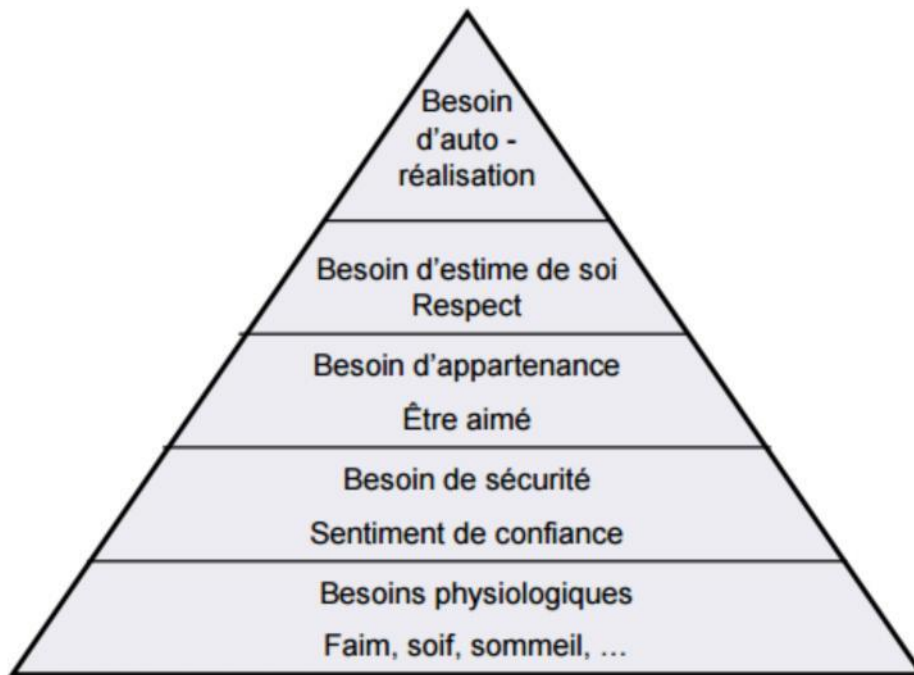 Besoin
d'auto -
réalisation
Besoin d'estime de soi
Respect
Besoin d'appartenance
Être aimé
Besoin de sécurité
Sentiment de confiance
Besoins physiologiques
Faim, soif, sommeil, ...